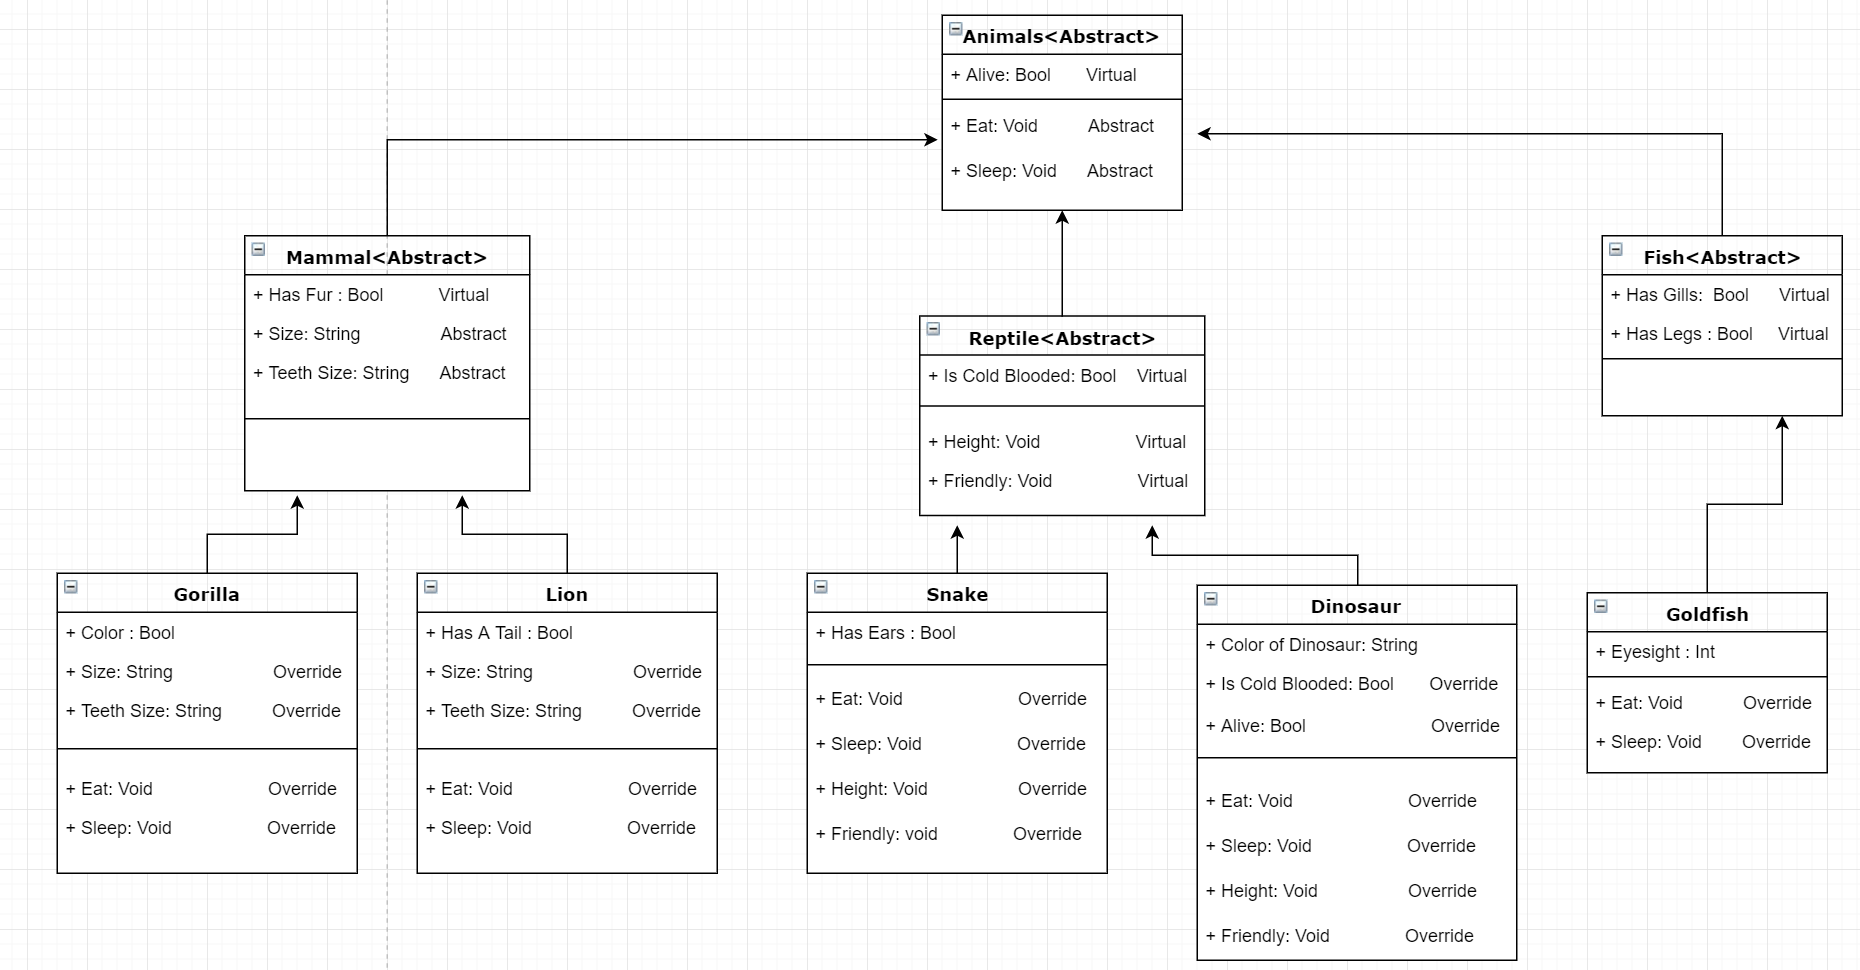 Animals<Abstract>
+ Alive: Bool Virtual
+ Eat: Void Abstract
+ Sleep: Void Abstract
Mammal<Abstract>
+ Has Fur : Bool Virtual
+ Size: String Abstract
+ Teeth Size: String Abstract
Reptile<Abstract>
+ Is Cold Blooded: Bool Virtual
+ Height: Void Virtual
+ Friendly: Void Virtual
Fish<Abstract>
+ Has Gills: Bool Virtual
+ Has Legs : Bool Virtual
Gorilla
+ Color : Bool
+ Size: String Override
+ Teeth Size: String Override
+ Eat: Void Override
+ Sleep: Void Override
Lion
+ Has A Tail : Bool
+ Size: String Override
+ Teeth Size: String Override
+ Eat: Void Override
+ Sleep: Void Override
Snake
+ Has Ears : Bool
+ Eat: Void Override
+ Sleep: Void Override
+ Height: Void Override
+ Friendly: void Override
Dinosaur
+ Color of Dinosaur: String
+ Is Cold Blooded: Bool Override
+ Alive: Bool Override
+ Eat: Void Override
+ Sleep: Void Override
+ Height: Void Override
+ Friendly: Void Override
Goldfish
+ Eyesight : Int
+ Eat: Void Override
+ Sleep: Void Override